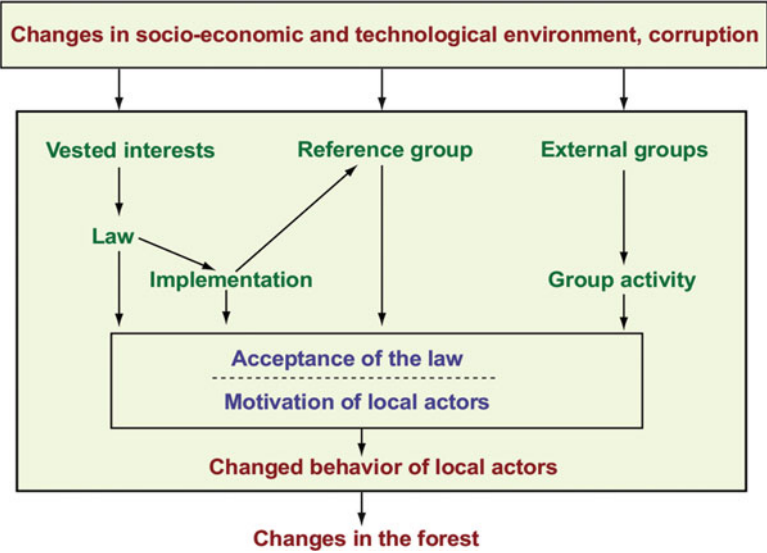 Changes in socio-economic and technological environment, corruption
Vested interests
Reference group
External groups
Law
Implementation
Group activity
Acceptance of the law
Motivation of local actors
Changed behavior of local actors
Changes in the forest